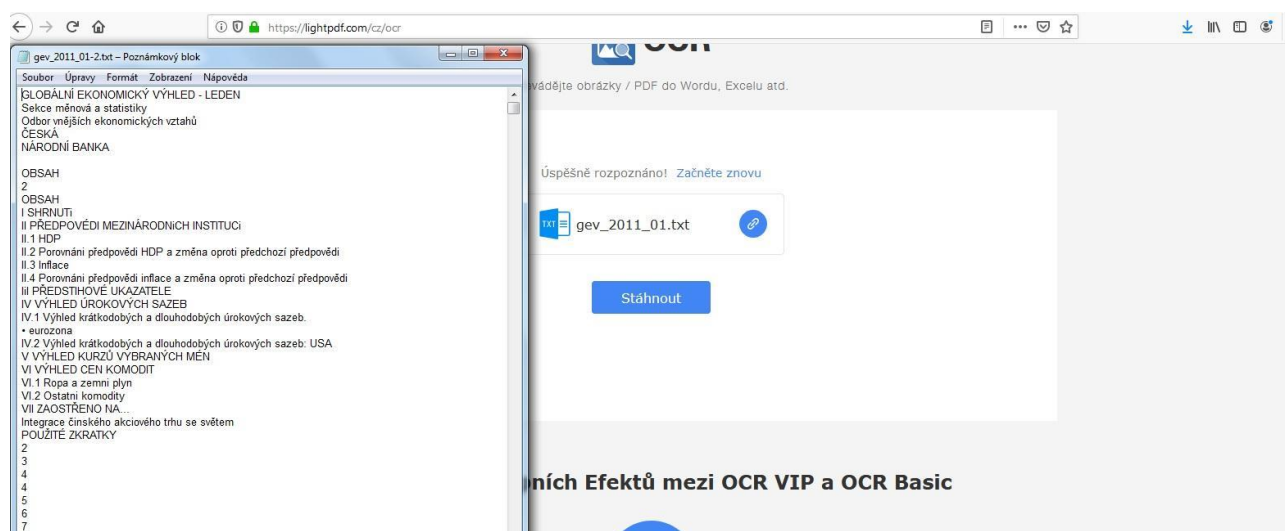 https://lightpdf.com/cz/ocr
gev_2011_01-2.txt – Poznámkový blok
Soubor Úpravy Formát Zobrazení Nápověda
GLOBÁLNÍ EKONOMICKÝ VÝHLED - LEDEN
Sekce měnová a statistiky
Odbor vnějších ekonomických vztahů
ČESKÁ
NÁRODNÍ BANKA
OBSAH
2
OBSAH
I SHRNUTi
II PŘEDPOVÉDI MEZINÁRODNiCH INSTITUCi
II.1 HDP
II.2 Porovnáni předpovědi HDP a změna oproti předchozí předpovědi
II.3 Inflace
II.4 Porovnáni předpovědi inflace a změna oproti předchozí předpovědi
IiI PŘEDSTIHOVÉ UKAZATELE
IV VÝHLED ÚROKOVÝCH SAZEB
IV.1 Výhled krátkodobých a dlouhodobých úrokových sazeb.
• eurozona
IV.2 Výhled krátkodobých a dlouhodobých úrokových sazeb: USA
V VÝHLED KURZŮ VYBRANÝCH MĚN
VI VÝHLED CEN KOMODIT
VI.1 Ropa a zemni plyn
VI.2 Ostatni komodity
VII ZAOSTŘENO NA...
Integrace činského akciového trhu se světem
POUŽITÉ ZKRATKY
2
3
4
4
5
6
7
OCR
evádějte obrázky / PDF do Wordu, Excelu atd.
Úspěšně rozpoznáno! Začněte znovu
TXT gev_2011_01.txt
Stáhnout
pních Efektů mezi OCR VIP a OCR Basic